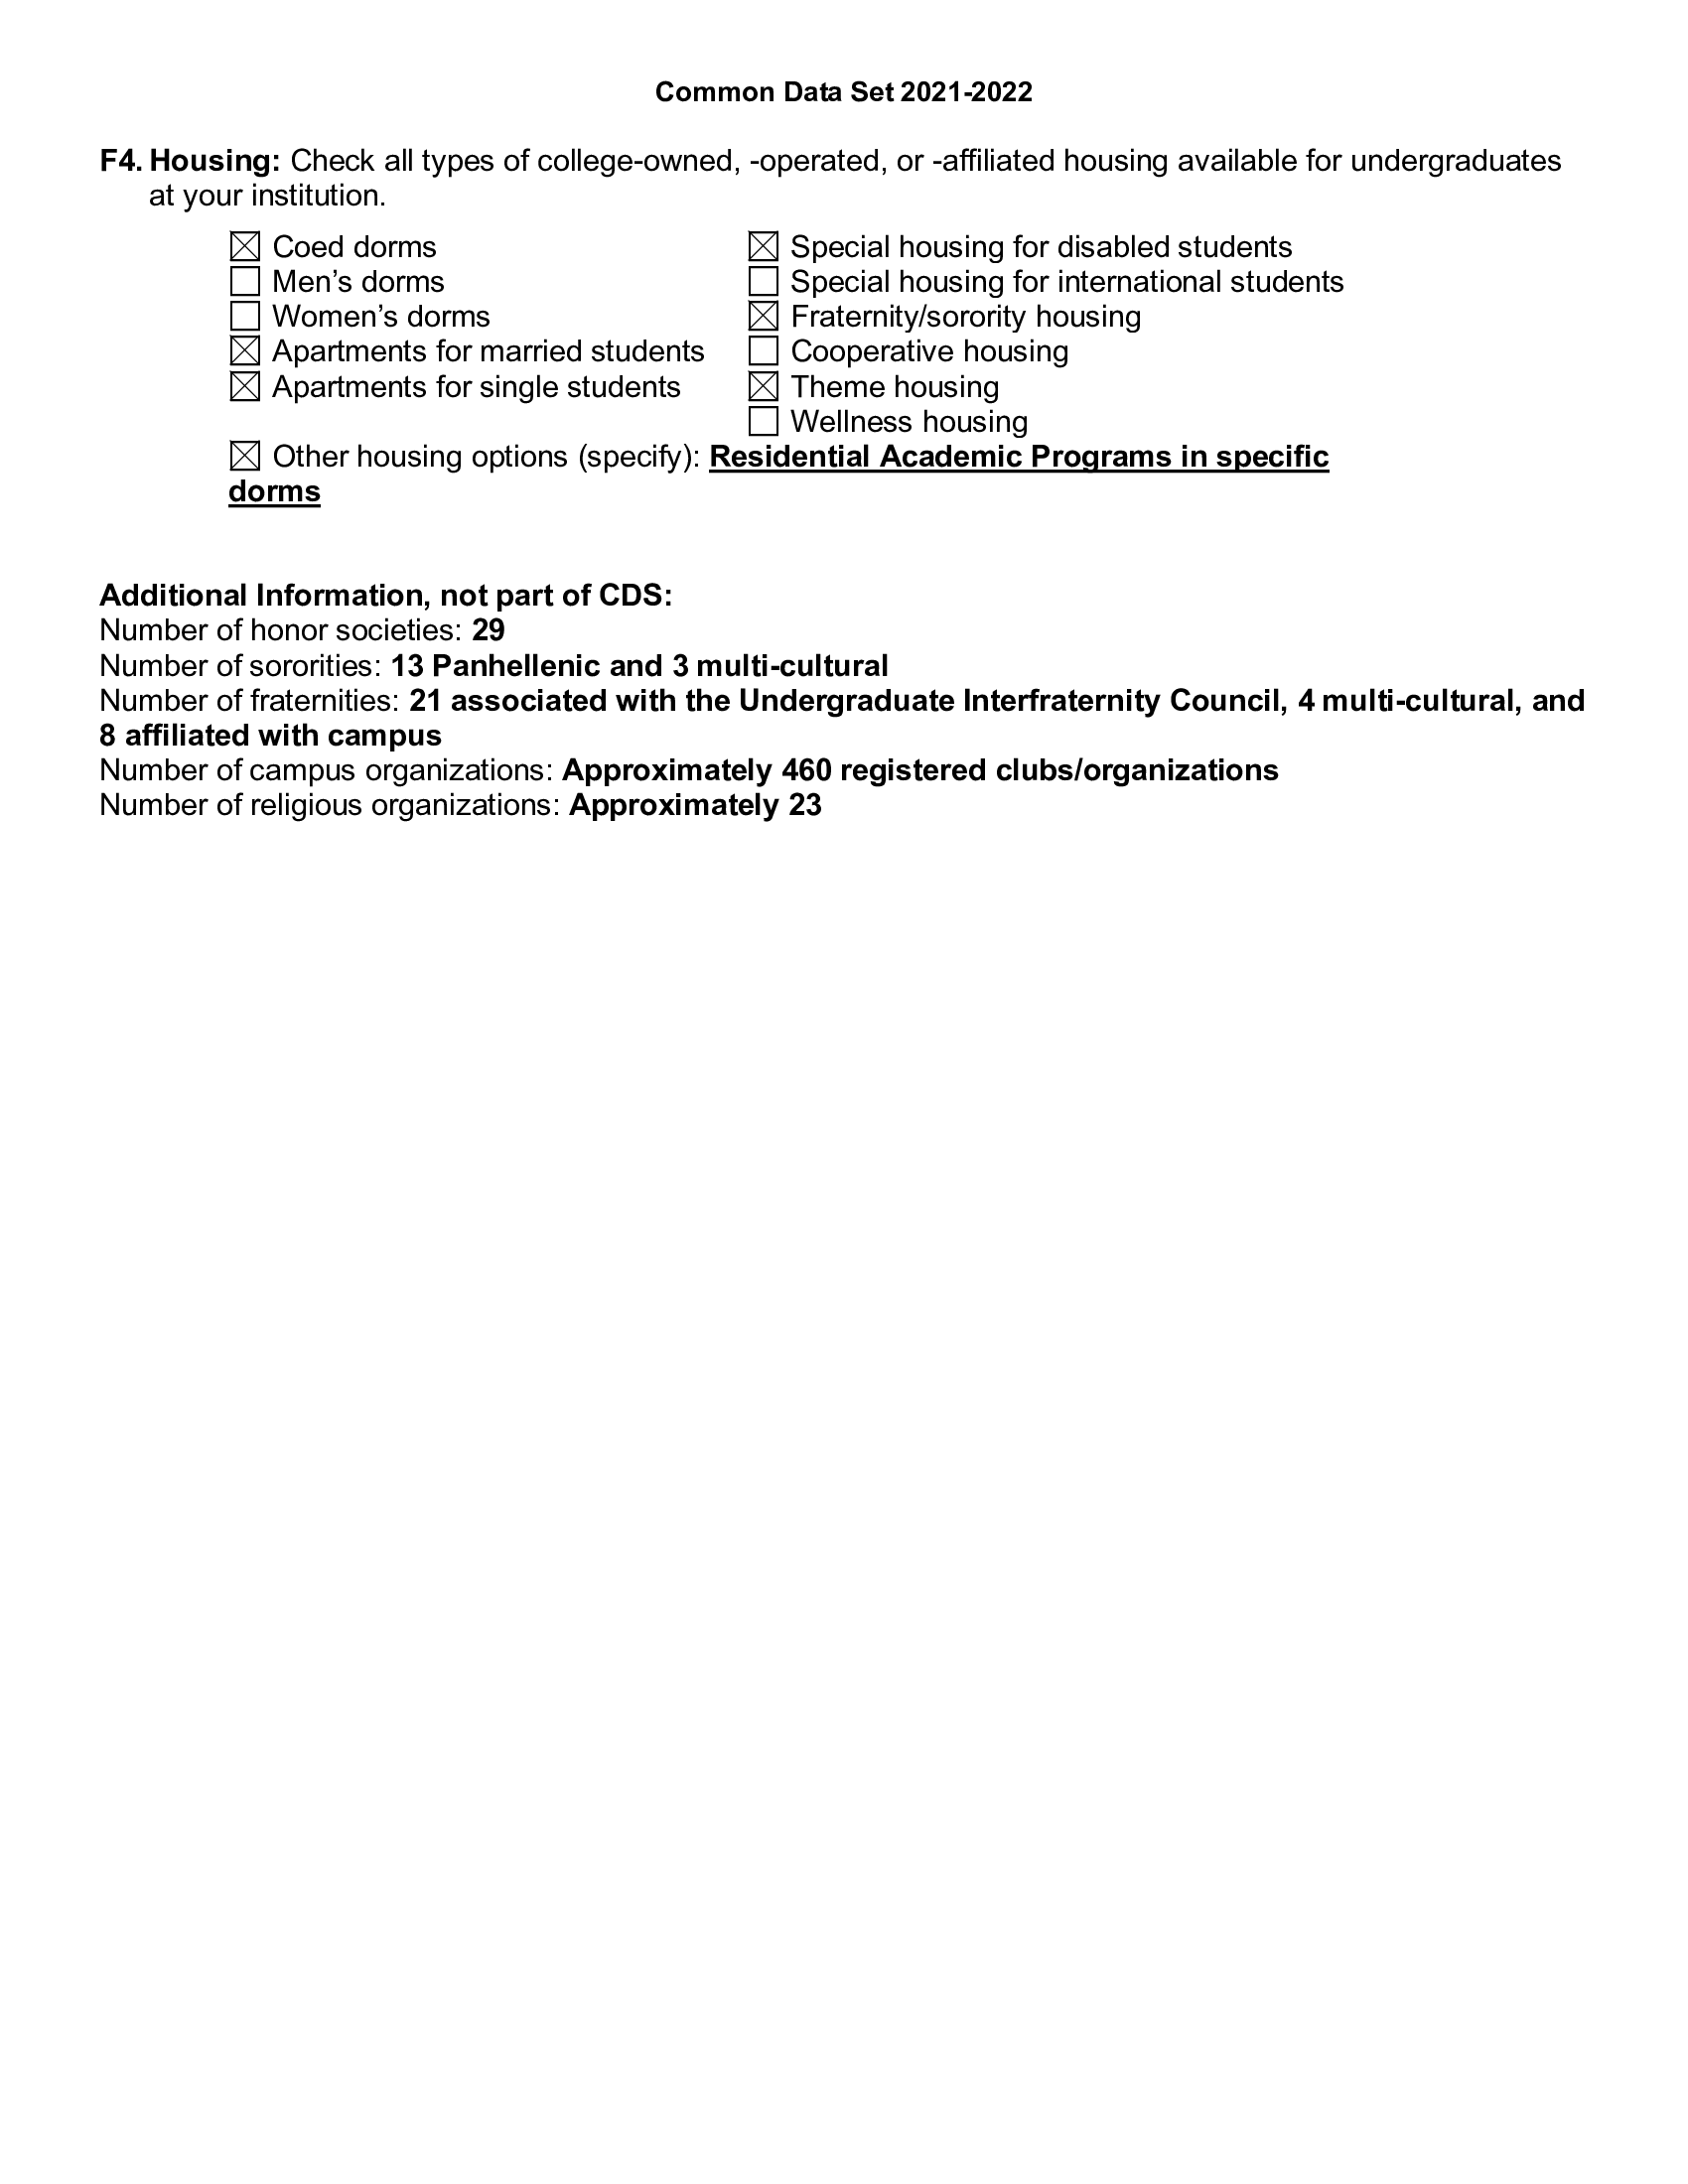 Common Data Set 2021-2022
F4. Housing: Check all types of college-owned, -operated, or -affiliated housing available for undergraduates
at your institution.
☒ Coed dorms
☐ Men’s dorms
☐ Women’s dorms
☒ Apartments for married students
☒ Apartments for single students
☒ Special housing for disabled students
☐ Special housing for international students
☒ Fraternity/sorority housing
☐ Cooperative housing
☒ Theme housing
☐ Wellness housing
☒ Other housing options (specify): Residential Academic Programs in specific
dorms
Additional Information, not part of CDS:
Number of honor societies: 29
Number of sororities: 13 Panhellenic and 3 multi-cultural
Number of fraternities: 21 associated with the Undergraduate Interfraternity Council, 4 multi-cultural, and
8 affiliated with campus
Number of campus organizations: Approximately 460 registered clubs/organizations
Number of religious organizations: Approximately 23